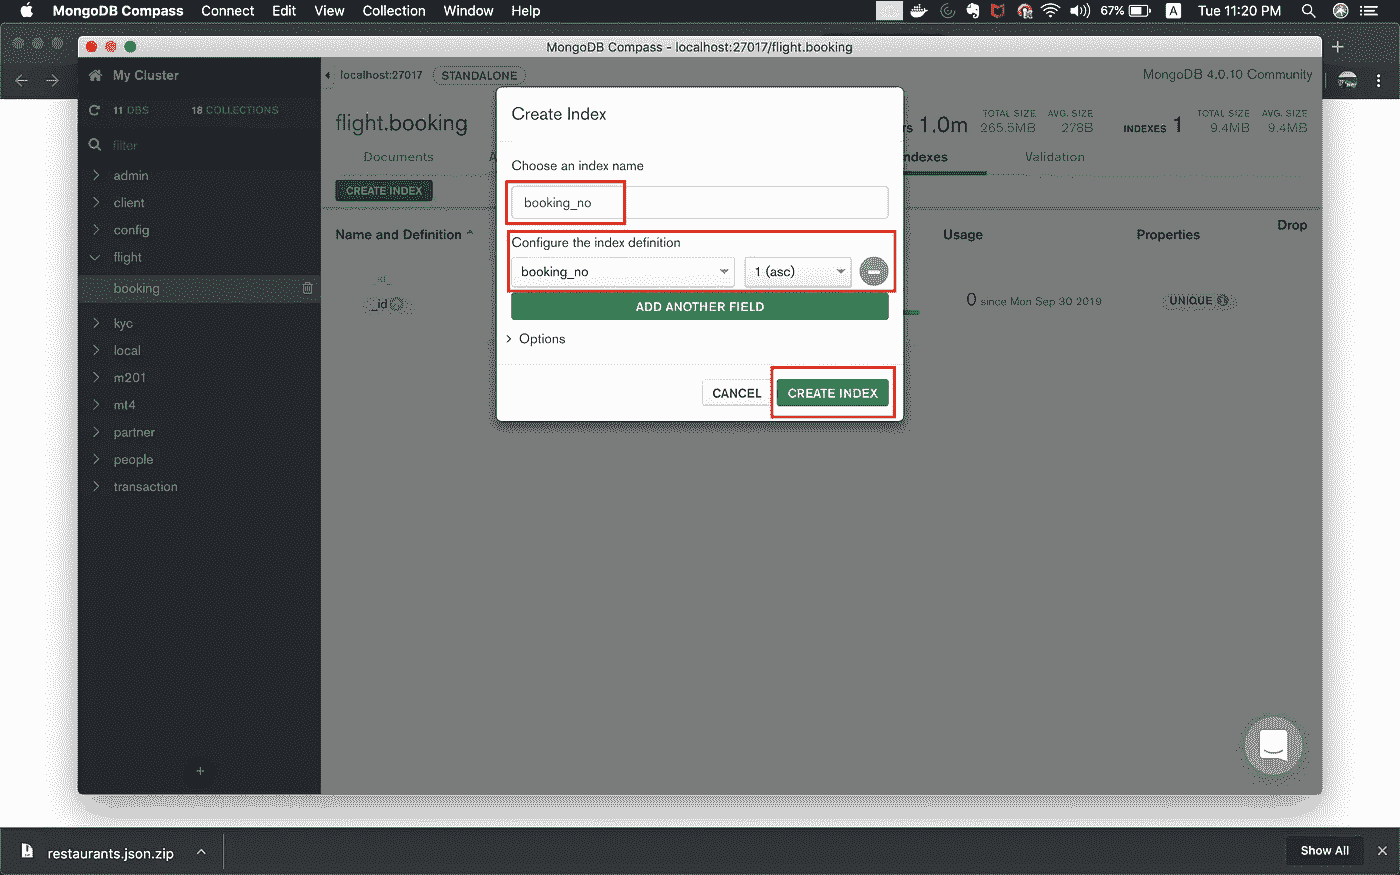 MongoDB Compass Connect Edit View Collection Window Help 67% A Tue 11:20 PM
MongoDB Compass - localhost:27017/flight.booking
My Cluster
localhost:27017 STANDALONE
MongoDB 4.0.10 Community
11 DBS 18 COLLECTIONS
filter
admin
client
config
flight
booking
kyc
local
m201
mt4
partner
people
transaction
flight.booking
1.0m TOTAL SIZE 265.5MB AVG. SIZE 278B
INDEXES 1 TOTAL SIZE 9.4MB AVG. SIZE 9.4MB
Documents
Validation
CREATE INDEX
Name and Definition
Usage
Properties
Drop
_id_
_id
0 since Mon Sep 30 2019
UNIQUE
Create Index
Choose an index name
booking_no
Configure the index definition
booking_no 1 (asc)
ADD ANOTHER FIELD
Options
CANCEL CREATE INDEX
restaurants.json.zip
Show All